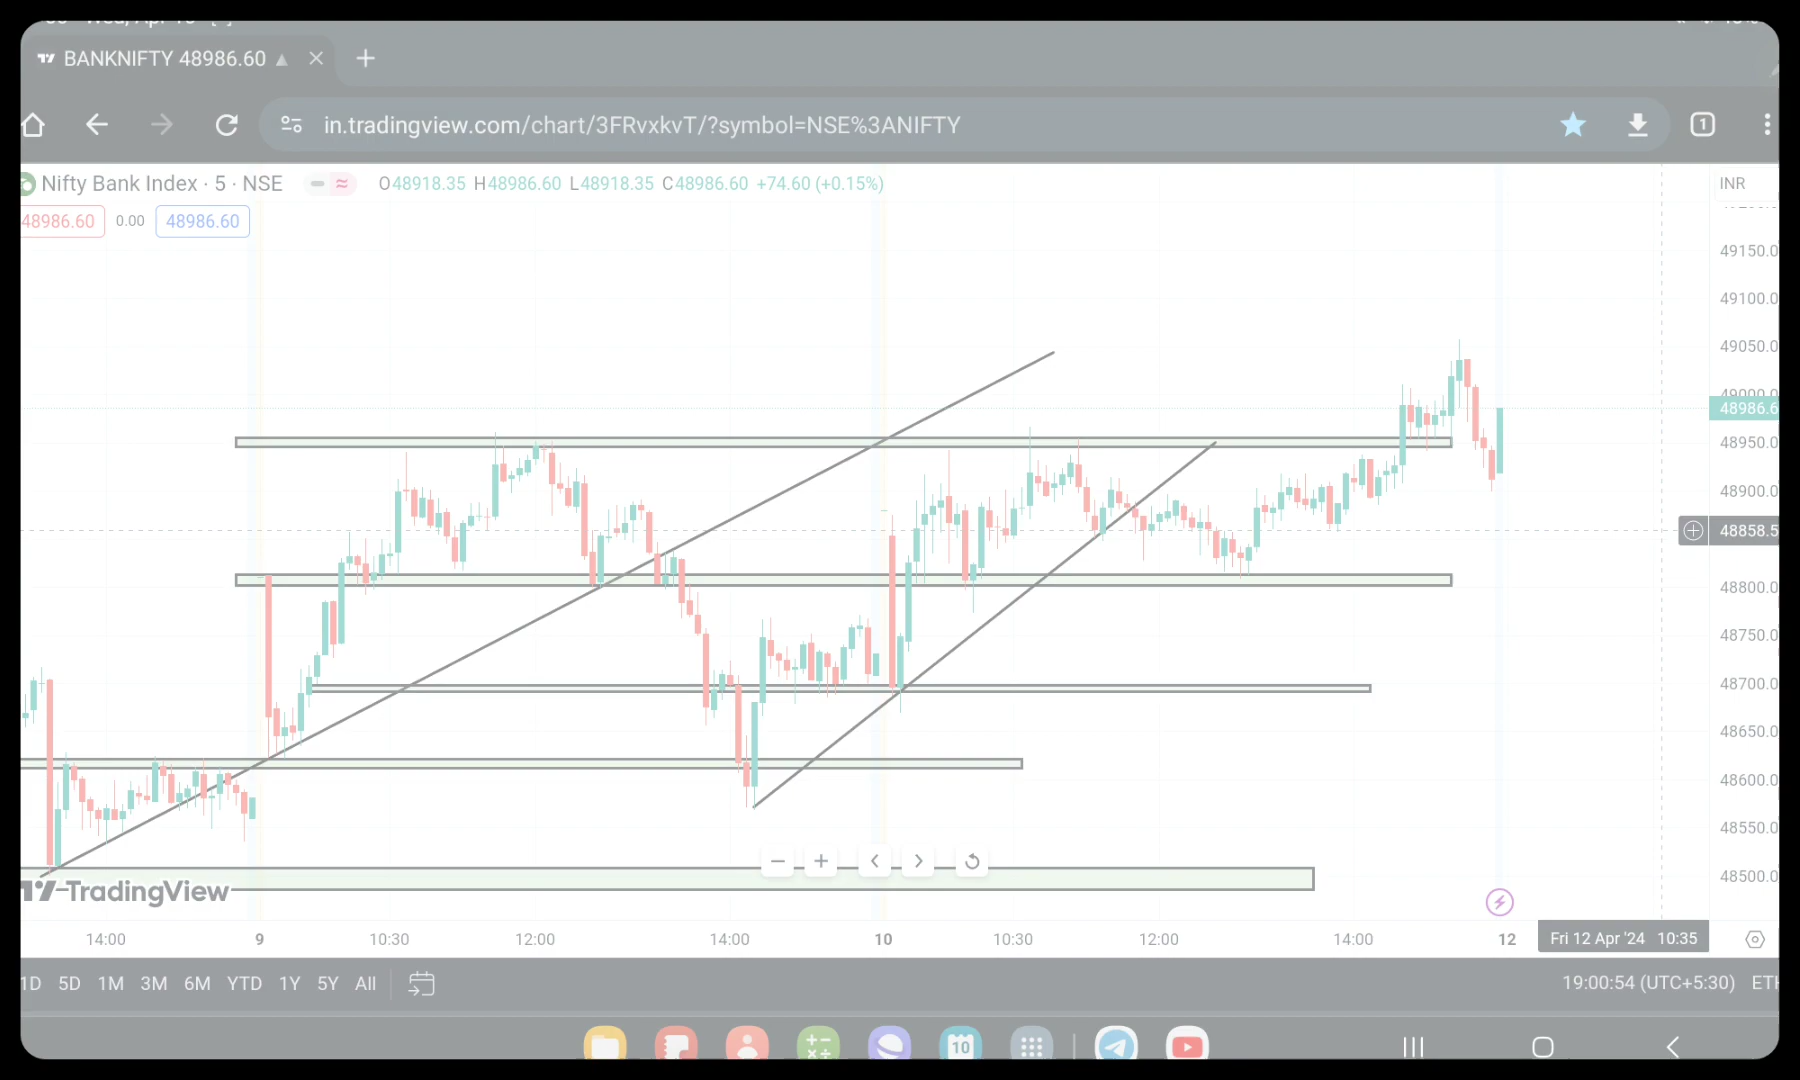 BANKNIFTY 48986.60
in.tradingview.com/chart/3FRvxkvT/?symbol=NSE%3ANIFTY
1
Nifty Bank Index · 5 · NSE O48918.35 H48986.60 L48918.35 C48986.60 +74.60 (+0.15%)
INR
48986.60 0.00 48986.60
49150.0
49100.0
49050.0
49000.0
48986.6
48950.0
48900.0
48858.5
48800.0
48750.0
48700.0
48650.0
48600.0
48550.0
48500.0
TradingView
14:00 9 10:30 12:00 14:00 10 10:30 12:00 14:00 12 Fri 12 Apr '24 10:35
1D 5D 1M 3M 6M YTD 1Y 5Y All 19:00:54 (UTC+5:30) ETH
10